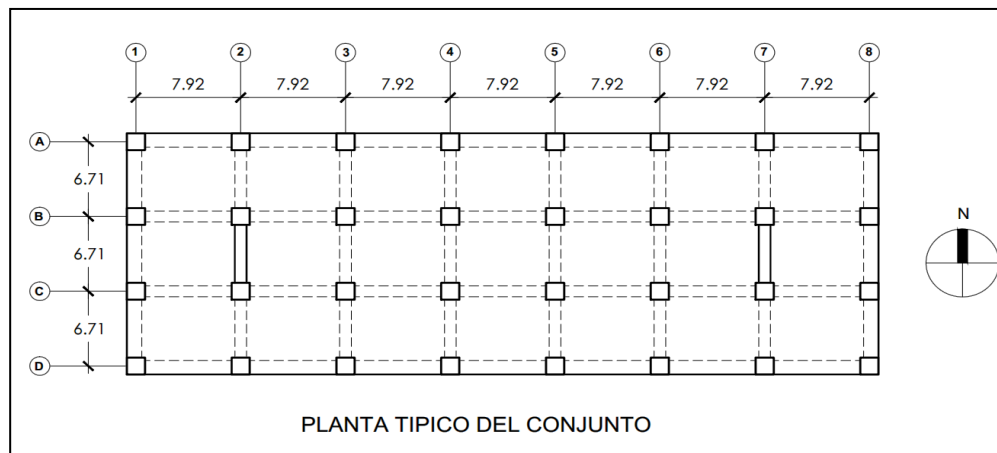 1 2 3 4 5 6 7 8
7.92 7.92 7.92 7.92 7.92 7.92 7.92
A
6.71
B
6.71
N
C
6.71
D
PLANTA TIPICO DEL CONJUNTO